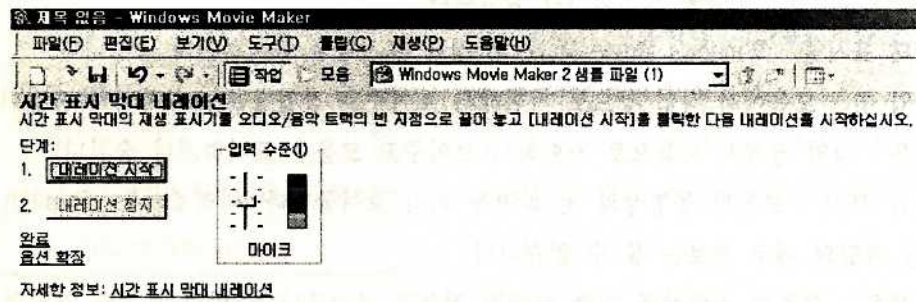 제목 없음 - Windows Movie Maker
파일(F) 편집(E) 보기(V) 도구(T) 클립(C) 재생(P) 도움말(H)
작업 모음 Windows Movie Maker 2 샘플 파일 (1)
시간 표시 막대 내레이션
시간 표시 막대의 재생 표시기를 오디오/음악 트랙의 빈 지점으로 끌어 놓고 [내레이션 시작]을 클릭한 다음 내레이션을 시작하십시오.
단계:
입력 수준(I)
1. 내레이션 시작
2. 내레이션 정지
마이크
완료
옵션 확장
자세한 정보: 시간 표시 막대 내레이션